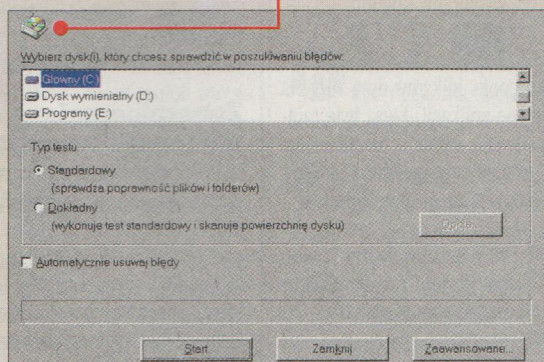 Wybierz dysk(i), który chcesz sprawdzić w poszukiwaniu błędów:
Glowny (C:)
Dysk wymienialny (D:)
Programy (E:)
Typ testu
Standardowy
(sprawdza poprawność plików i folderów)
Dokładny
(wykonuje test standardowy i skanuje powierzchnię dysku)
Opcje...
Automatycznie usuwaj błędy
Start
Zamknij
Zaawansowane...